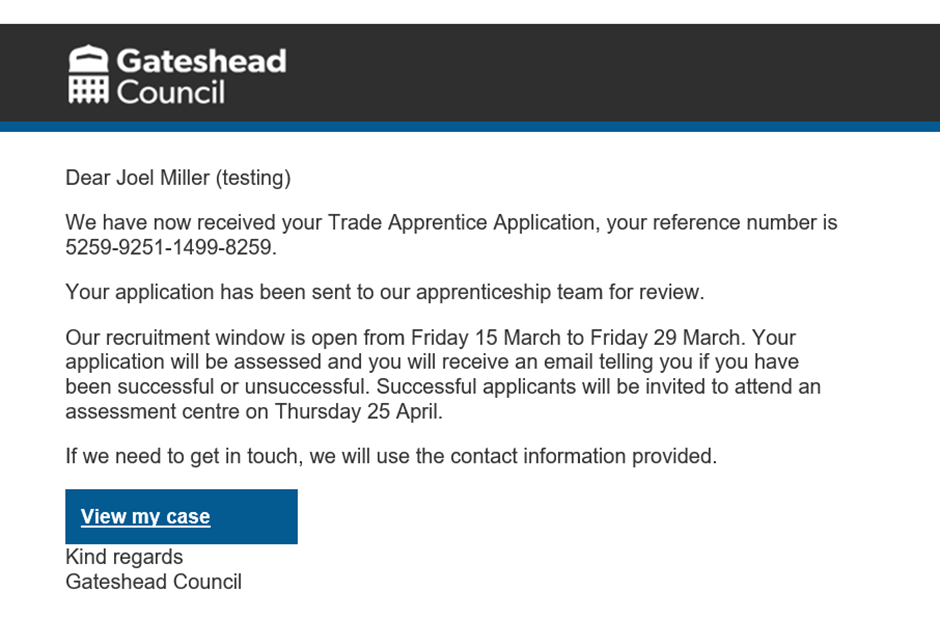 Gateshead
Council
Dear Joel Miller (testing)
We have now received your Trade Apprentice Application, your reference number is
5259-9251-1499-8259.
Your application has been sent to our apprenticeship team for review.
Our recruitment window is open from Friday 15 March to Friday 29 March. Your
application will be assessed and you will receive an email telling you if you have
been successful or unsuccessful. Successful applicants will be invited to attend an
assessment centre on Thursday 25 April.
If we need to get in touch, we will use the contact information provided.
View my case
Kind regards
Gateshead Council